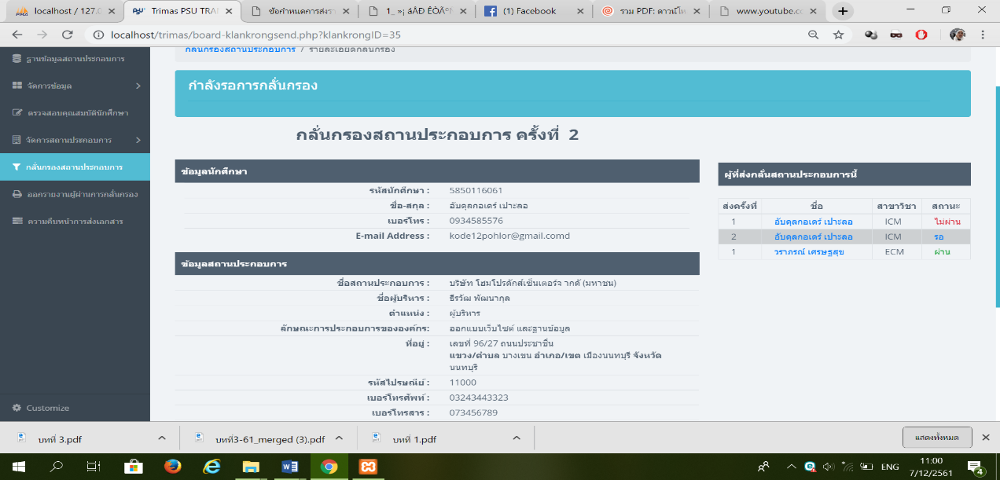 localhost / 127.0
Trimas PSU TRA
ข้อกำหนดการส่งรา
1_ »¡ áÅÐ ÊÒÃº
(1) Facebook
รวม PDF: ดาวน์โห
www.youtube.co
localhost/trimas/board-klankrongsend.php?klankrongID=35
ฐานข้อมูลสถานประกอบการ
จัดการข้อมูล
ตรวจสอบคุณสมบัตินักศึกษา
จัดการสถานประกอบการ
กลั่นกรองสถานประกอบการ
ออกรายงานผู้ผ่านการกลั่นกรอง
ความคืบหน้าการส่งเอกสาร
Customize
กลั่นกรองสถานประกอบการ / รายละเอียดกลั่นกรอง
กำลังรอการกลั่นกรอง
กลั่นกรองสถานประกอบการ ครั้งที่ 2
ข้อมูลนักศึกษา
รหัสนักศึกษา : 5850116061
ชื่อ-สกุล : อับดุลกอเดร์ เปาะลอ
เบอร์โทร : 0934585576
E-mail Address : kode12pohlor@gmail.comd
ข้อมูลสถานประกอบการ
ชื่อสถานประกอบการ : บริษัท โฮมโปรดักส์เซ็นเตอร์จ ากดั (มหาชน)
ชื่อผู้บริหาร : ธีรวัฒ พัฒนากุล
ตำแหน่ง : ผู้บริหาร
ลักษณะการประกอบการขององค์กร: ออกแบบเว็บไซต์ และฐานข้อมูล
ที่อยู่ : เลขที่ 96/27 ถนนประชาชื่น
แขวง/ตำบล บางเขน อำเภอ/เขต เมืองนนทบุรี จังหวัด
นนทบุรี
รหัสไปรษณีย์ : 11000
เบอร์โทรศัพท์ : 03243443323
เบอร์โทรสาร : 073456789
ผู้ที่ส่งกลั่นสถานประกอบการนี้
ส่งครั้งที่ ชื่อ สาขาวิชา สถานะ
1 อับดุลกอเดร์ เปาะลอ ICM ไม่ผ่าน
2 อับดุลกอเดร์ เปาะลอ ICM รอ
1 วราภรณ์ เศรษฐสุข ECM ผ่าน
บทที่ 3.pdf
บทที่3-61_merged (3).pdf
บทที่ 1.pdf
แสดงทั้งหมด
ENG
11:00
7/12/2561
4